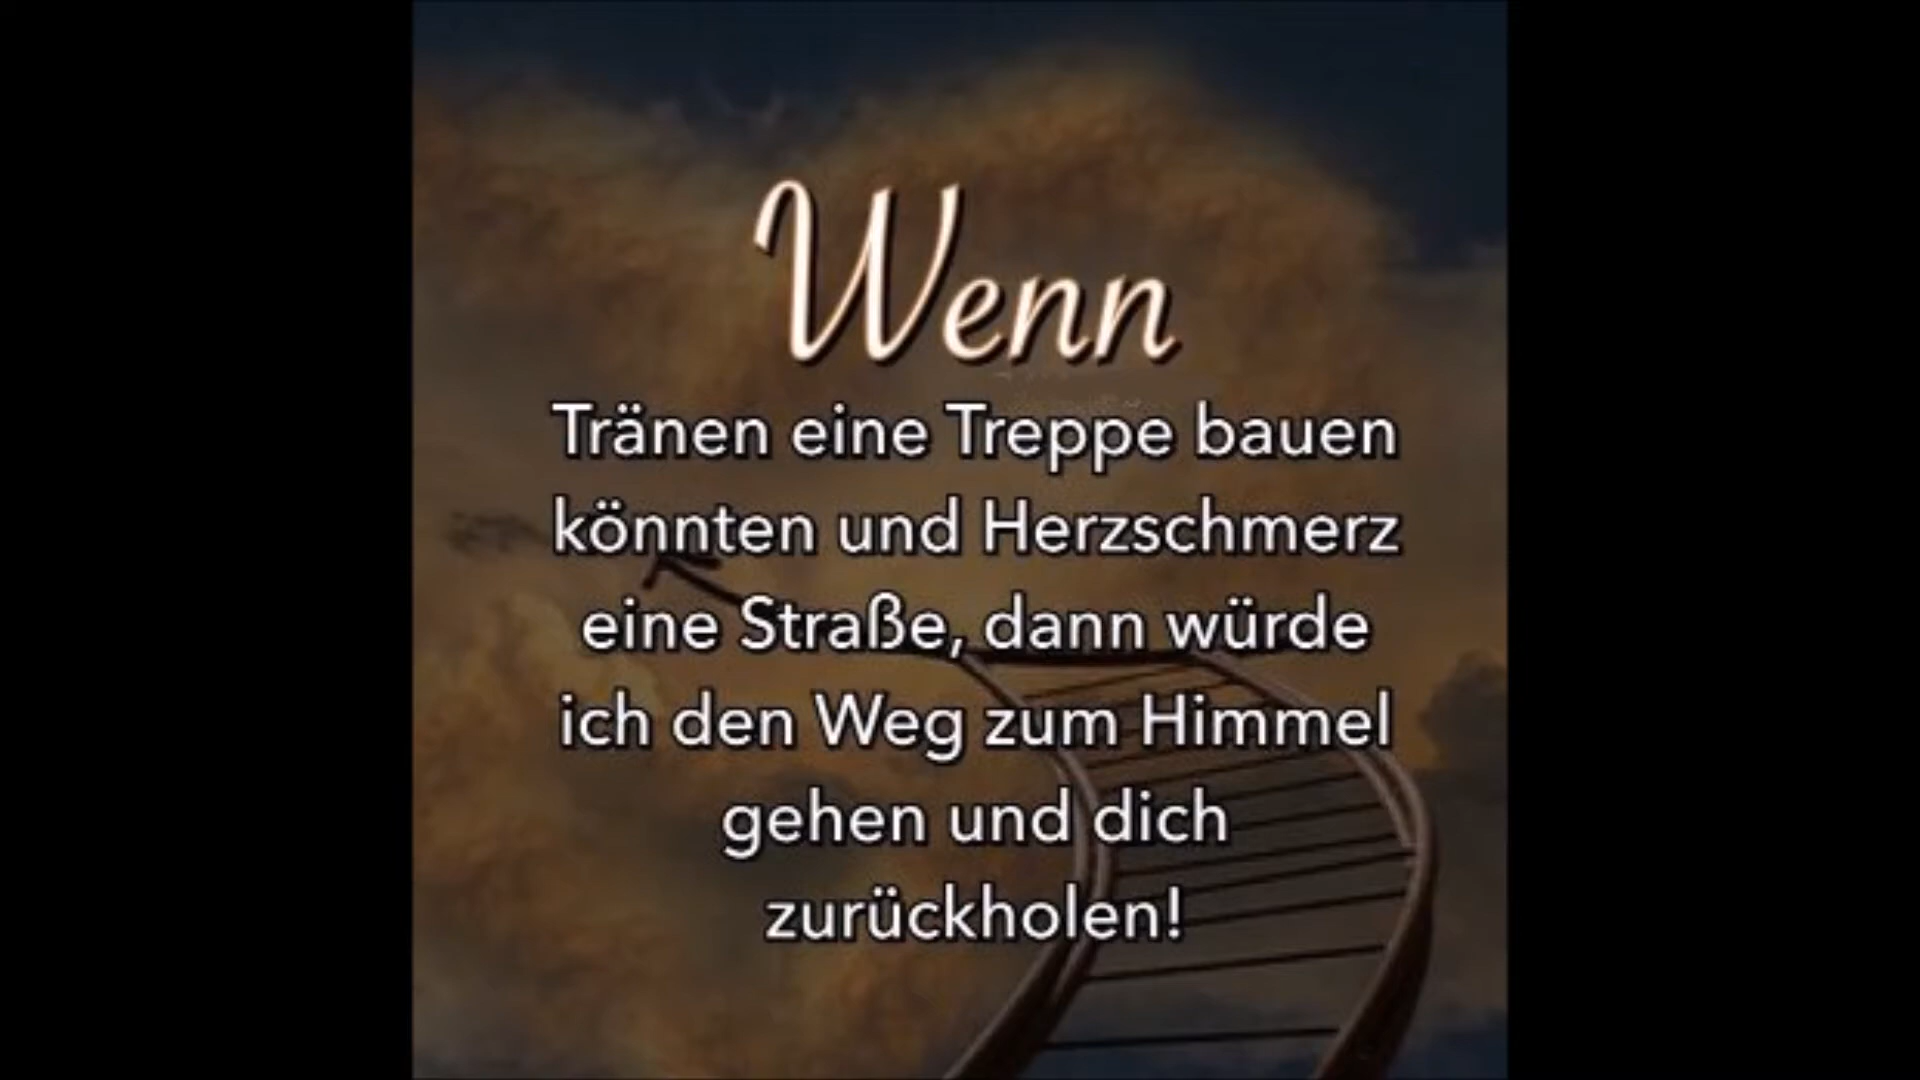 Wenn
Tränen eine Treppe bauen
könnten und Herzschmerz
eine Straße, dann würde
ich den Weg zum Himmel
gehen und dich
zurückholen!